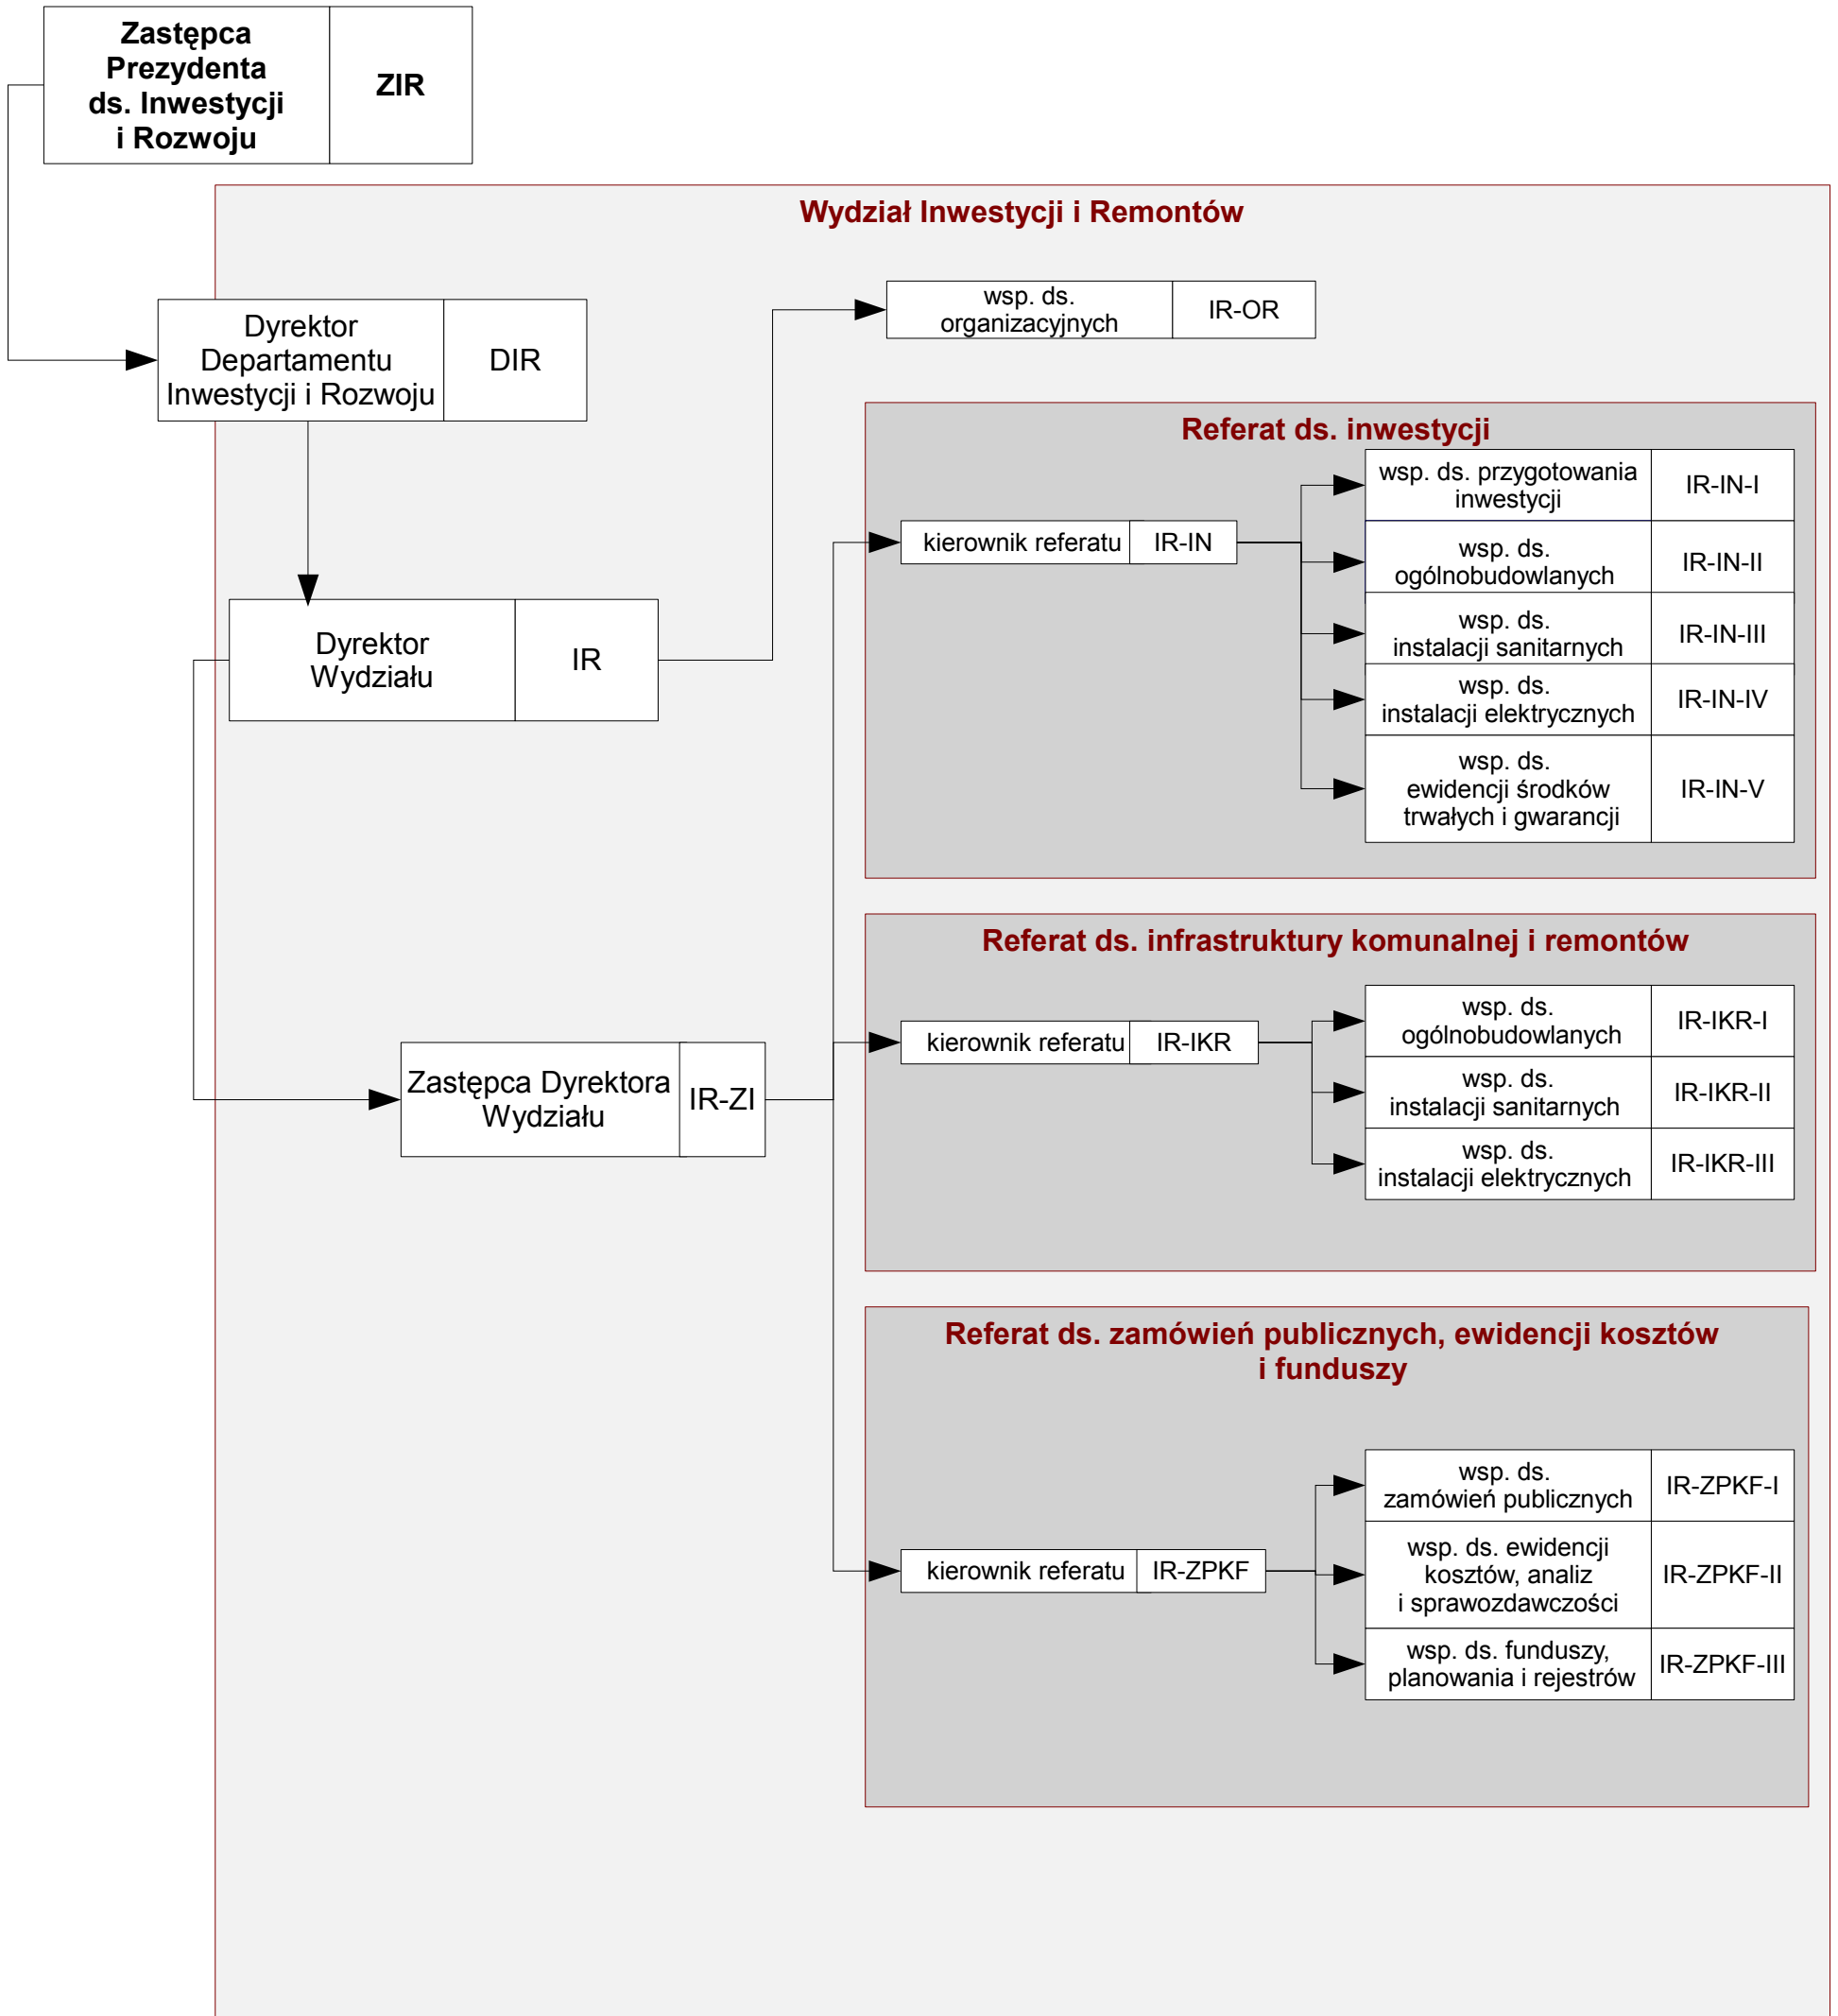 Zastępca
Prezydenta
ds. Inwestycji
i Rozwoju
ZIR
Wydział Inwestycji i Remontów
wsp. ds.
organizacyjnych
IR-OR
Dyrektor
Departamentu
Inwestycji i Rozwoju
DIR
Referat ds. inwestycji
wsp. ds. przygotowania
inwestycji
IR-IN-I
kierownik referatu
IR-IN
wsp. ds.
ogólnobudowlanych
IR-IN-II
wsp. ds.
instalacji sanitarnych
IR-IN-III
Dyrektor
Wydziału
IR
wsp. ds.
instalacji elektrycznych
IR-IN-IV
wsp. ds.
ewidencji środków
trwałych i gwarancji
IR-IN-V
Referat ds. infrastruktury komunalnej i remontów
wsp. ds.
ogólnobudowlanych
IR-IKR-I
kierownik referatu
IR-IKR
Zastępca Dyrektora
Wydziału
IR-ZI
wsp. ds.
instalacji sanitarnych
IR-IKR-II
wsp. ds.
instalacji elektrycznych
IR-IKR-III
Referat ds. zamówień publicznych, ewidencji kosztów
i funduszy
wsp. ds.
zamówień publicznych
IR-ZPKF-I
kierownik referatu
IR-ZPKF
wsp. ds. ewidencji
kosztów, analiz
i sprawozdawczości
IR-ZPKF-II
wsp. ds. funduszy,
planowania i rejestrów
IR-ZPKF-III